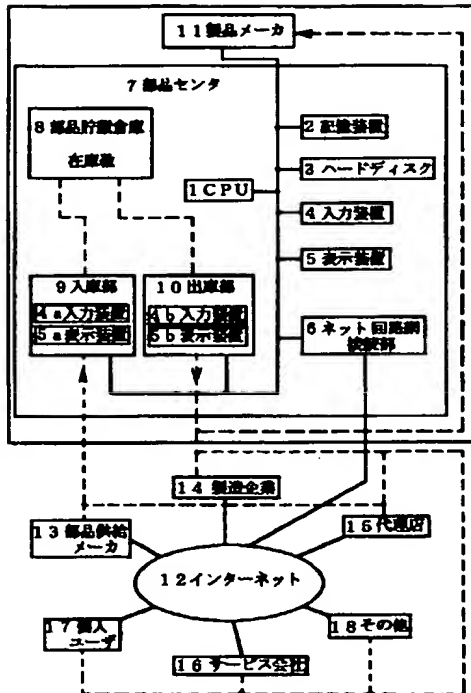 11製品メーカ
7 部品センタ
8 部品貯蔵倉庫
在庫数
2 記憶装置
3 ハードディスク
1 CPU
4 入力装置
5 表示装置
9 入庫部
4a入力装置
5a表示装置
10 出庫部
4b入力装置
5b表示装置
6 ネット回路網
接続部
14 製造企業
13部品供給
メーカ
15代理店
12インターネット
17個人
ユーザ
18その他
16サービス会社